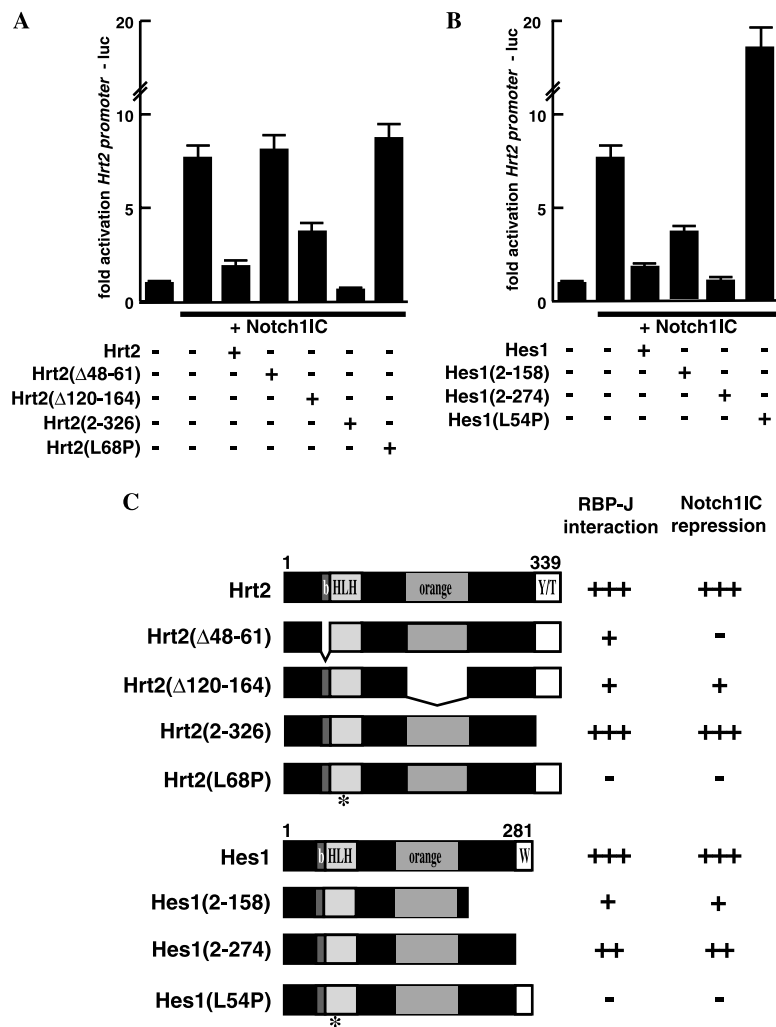 A
B
fold activation Hrt2 promoter - luc
20
10
5
0
+ Notch1IC
Hrt2 - - + - - - -
Hrt2(Δ48-61) - - - + - - -
Hrt2(Δ120-164) - - - - + - -
Hrt2(2-326) - - - - - + -
Hrt2(L68P) - - - - - - +
fold activation Hrt2 promoter - luc
20
10
5
0
+ Notch1IC
Hes1 - - + - - -
Hes1(2-158) - - - + - -
Hes1(2-274) - - - - + -
Hes1(L54P) - - - - - +
C
RBP-J interaction
Notch1IC repression
1 339
Hrt2 b HLH orange Y/T +++ +++
Hrt2(Δ48-61) + -
Hrt2(Δ120-164) + +
Hrt2(2-326) +++ +++
Hrt2(L68P) - -
*
1 281
Hes1 b HLH orange W +++ +++
Hes1(2-158) + +
Hes1(2-274) ++ ++
Hes1(L54P) - -
*